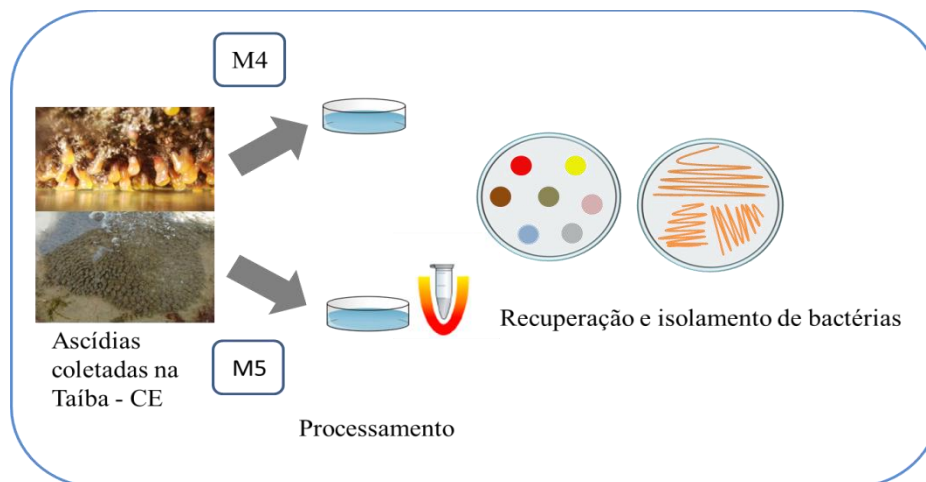 M4
Ascídias
coletadas na
Taíba - CE
M5
Processamento
Recuperação e isolamento de bactérias